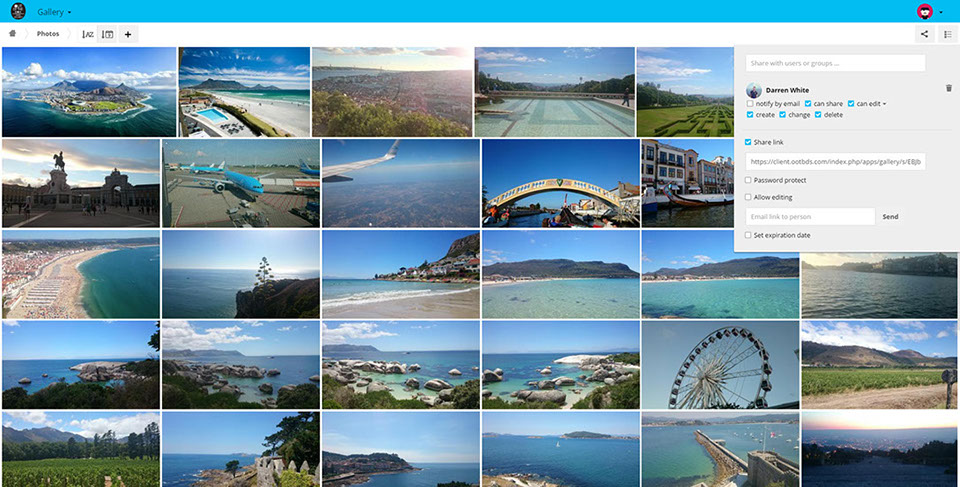 Gallery
Photos
AZ
Share with users or groups ...
Darren White
notify by email can share can edit
create change delete
Share link
https://client.ootbds.com/index.php/apps/gallery/s/EBJb
Password protect
Allow editing
Email link to person Send
Set expiration date